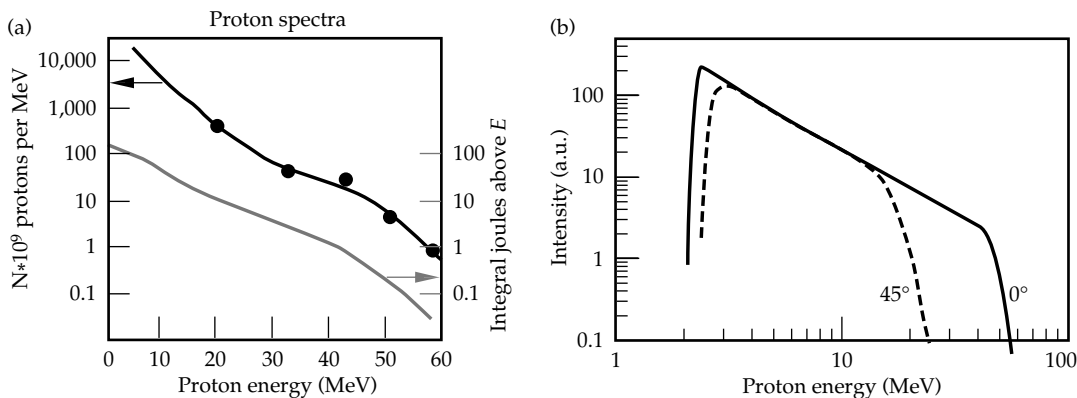 (a)
Proton spectra
N*10⁹ protons per MeV
10,000
1,000
100
10
1
0.1
100
10
1
0.1
Integral joules above E
0 10 20 30 40 50 60
Proton energy (MeV)
(b)
Intensity (a.u.)
100
10
1
0.1
45°
0°
1 10 100
Proton energy (MeV)